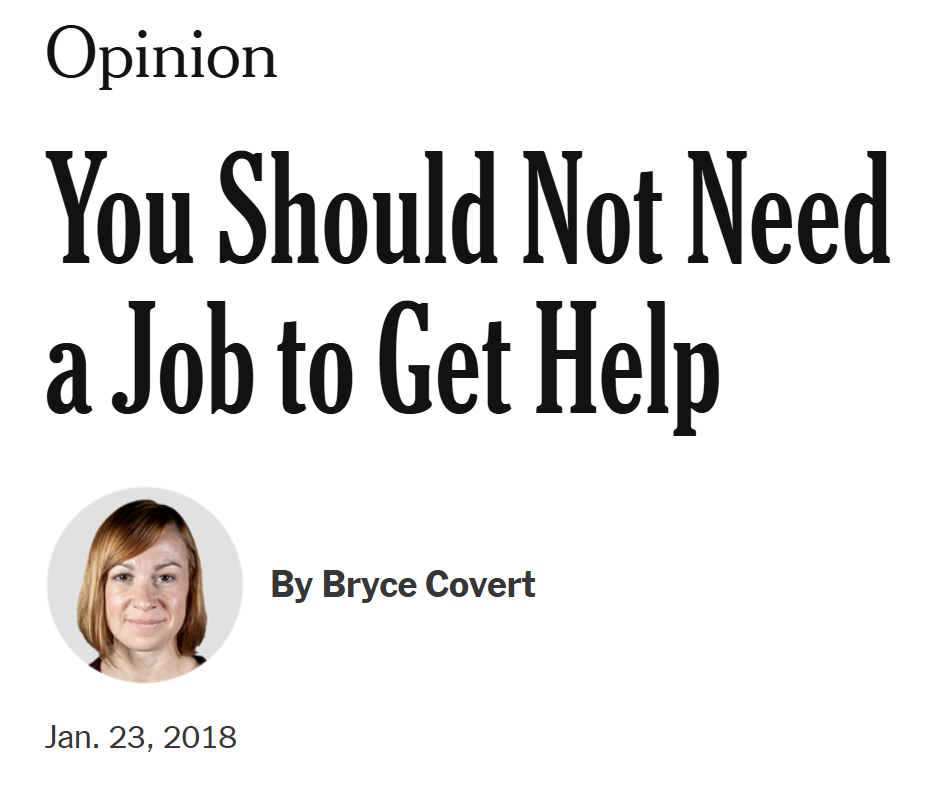 Opinion
You Should Not Need
a Job to Get Help
By Bryce Covert
Jan. 23, 2018